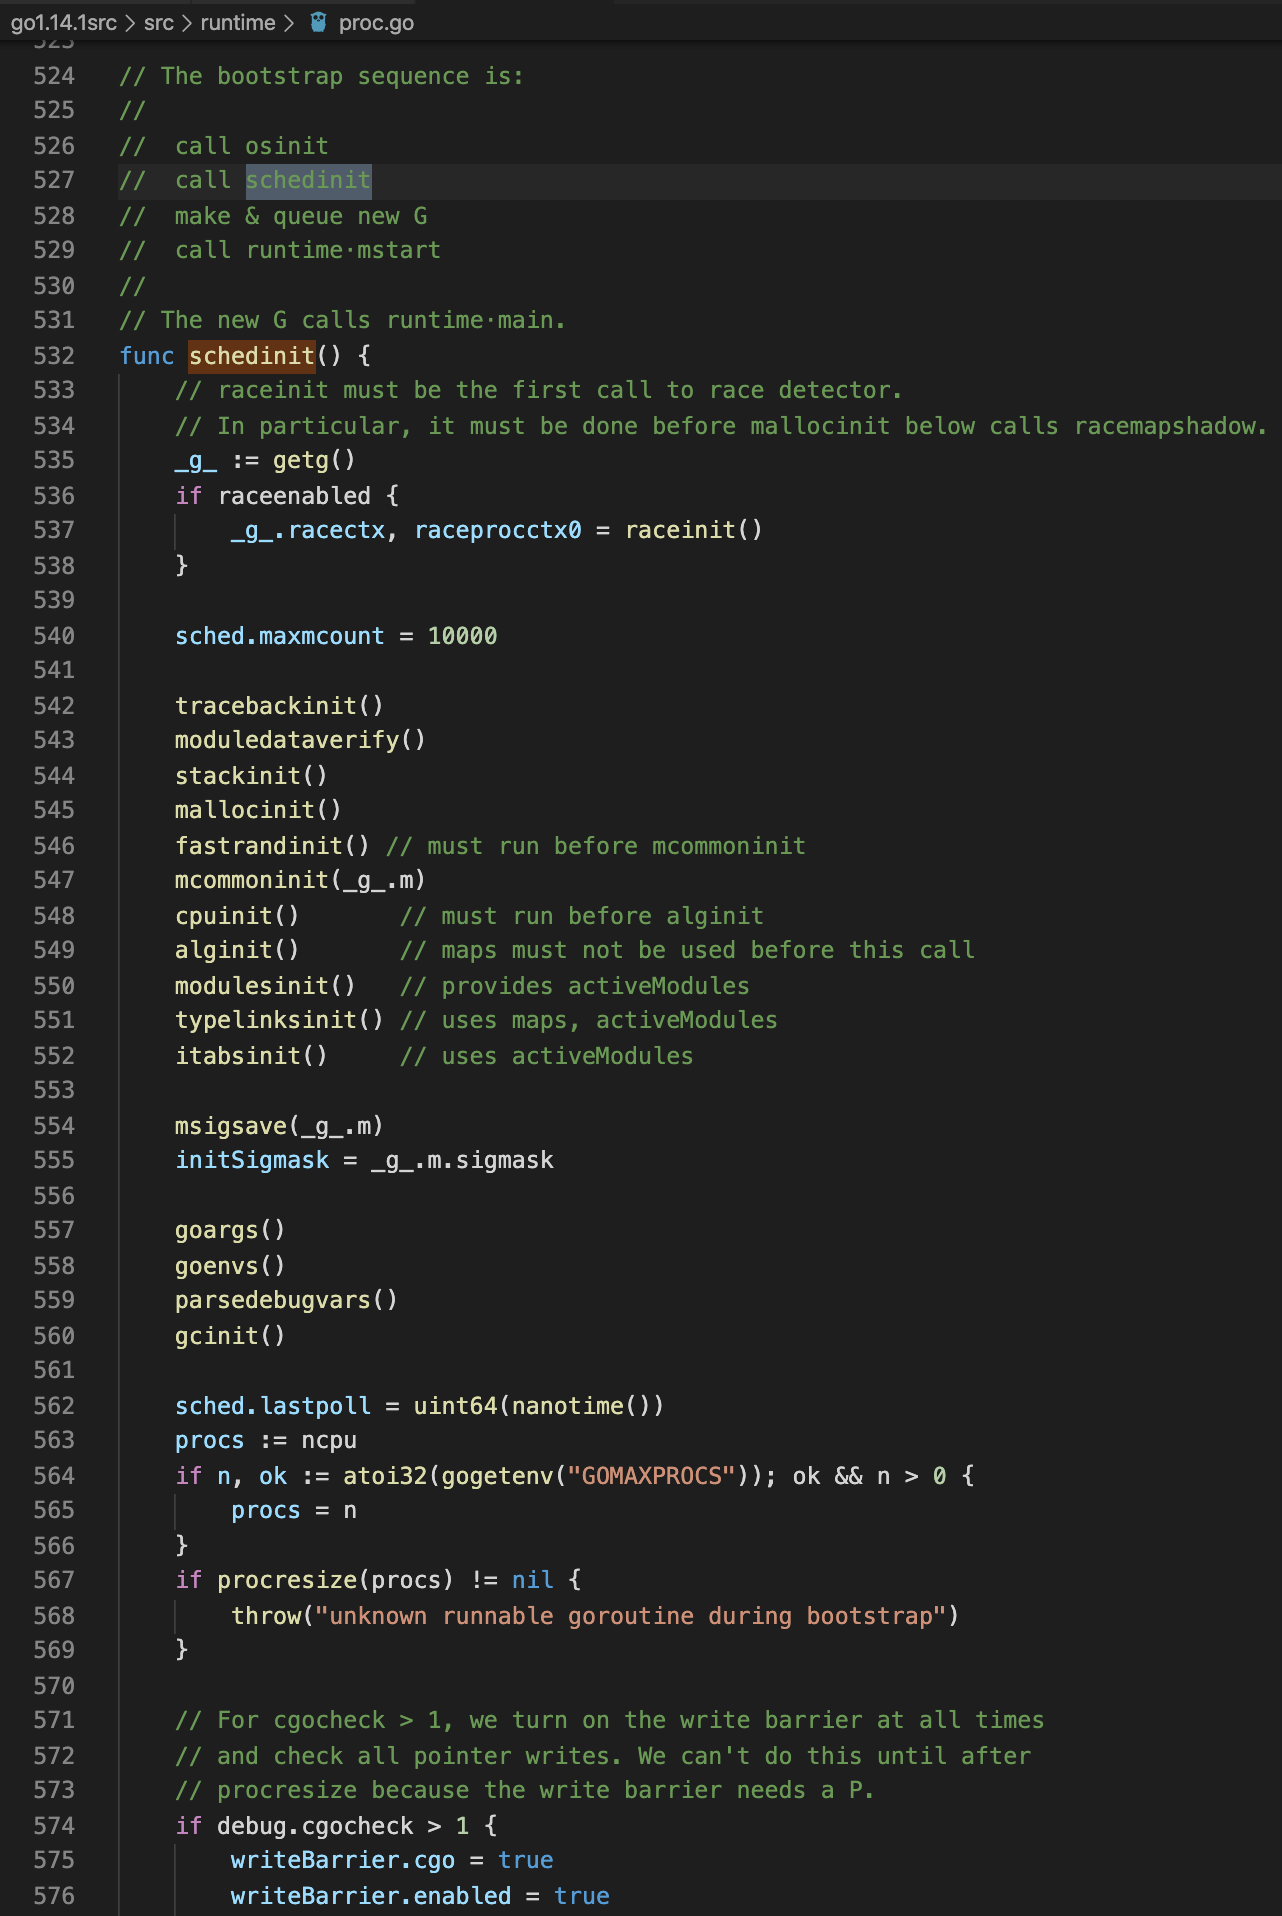 go1.14.1src > src > runtime > proc.go
523
524 // The bootstrap sequence is:
525 //
526 //  call osinit
527 //  call schedinit
528 //  make & queue new G
529 //  call runtime·mstart
530 //
531 // The new G calls runtime·main.
532 func schedinit() {
533     // raceinit must be the first call to race detector.
534     // In particular, it must be done before mallocinit below calls racemapshadow.
535     _g_ := getg()
536     if raceenabled {
537         _g_.racectx, raceprocctx0 = raceinit()
538     }
539
540     sched.maxmcount = 10000
541
542     tracebackinit()
543     moduledataverify()
544     stackinit()
545     mallocinit()
546     fastrandinit() // must run before mcommoninit
547     mcommoninit(_g_.m)
548     cpuinit()       // must run before alginit
549     alginit()       // maps must not be used before this call
550     modulesinit()   // provides activeModules
551     typelinksinit() // uses maps, activeModules
552     itabsinit()     // uses activeModules
553
554     msigsave(_g_.m)
555     initSigmask = _g_.m.sigmask
556
557     goargs()
558     goenvs()
559     parsedebugvars()
560     gcinit()
561
562     sched.lastpoll = uint64(nanotime())
563     procs := ncpu
564     if n, ok := atoi32(gogetenv("GOMAXPROCS")); ok && n > 0 {
565         procs = n
566     }
567     if procresize(procs) != nil {
568         throw("unknown runnable goroutine during bootstrap")
569     }
570
571     // For cgocheck > 1, we turn on the write barrier at all times
572     // and check all pointer writes. We can't do this until after
573     // procresize because the write barrier needs a P.
574     if debug.cgocheck > 1 {
575         writeBarrier.cgo = true
576         writeBarrier.enabled = true